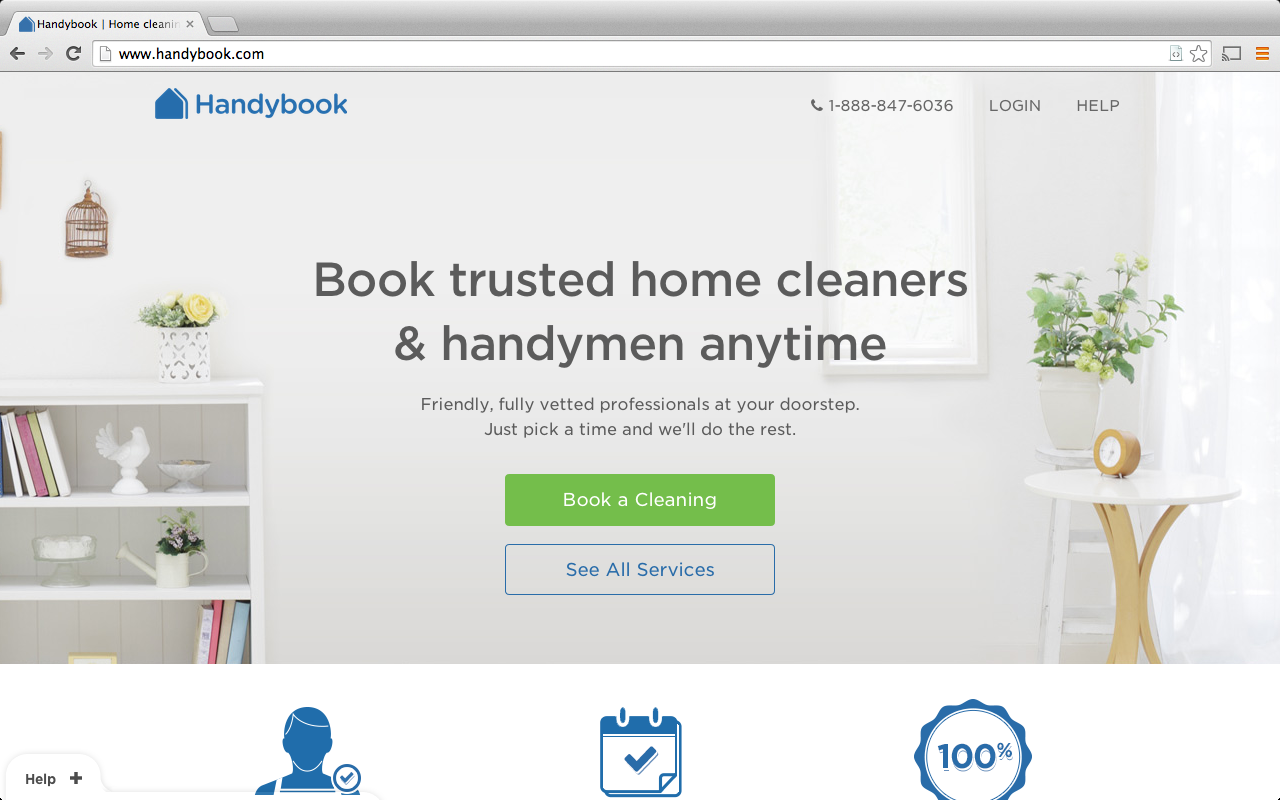 Handybook | Home cleanin
www.handybook.com
Handybook
1-888-847-6036 LOGIN HELP
Book trusted home cleaners
& handymen anytime
Friendly, fully vetted professionals at your doorstep.
Just pick a time and we'll do the rest.
Book a Cleaning
See All Services
100%
Help +